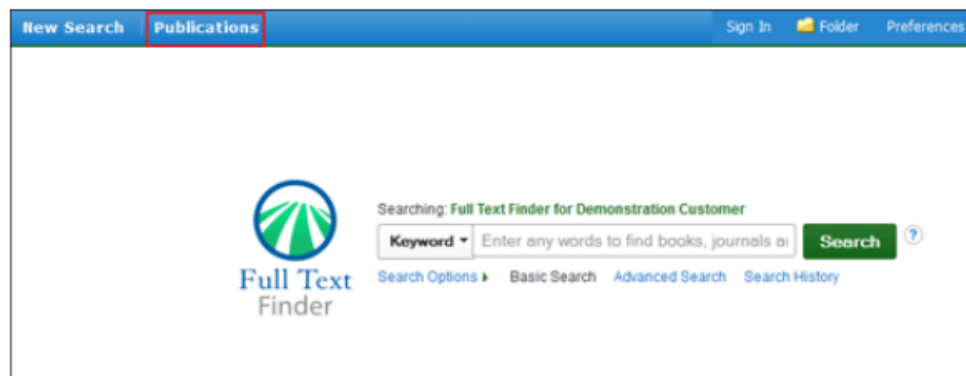 New Search Publications Sign In Folder Preferences
Searching: Full Text Finder for Demonstration Customer
Keyword Enter any words to find books, journals a Search ?
Search Options Basic Search Advanced Search Search History
Full Text
Finder